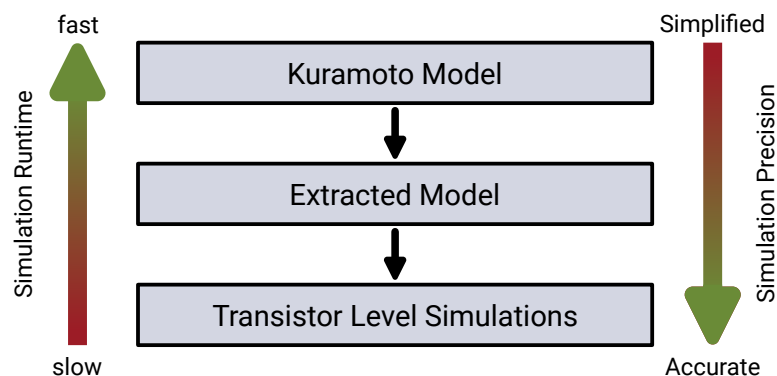 fast
Simplified
Kuramoto Model
Simulation Runtime
Extracted Model
Simulation Precision
Transistor Level Simulations
slow
Accurate